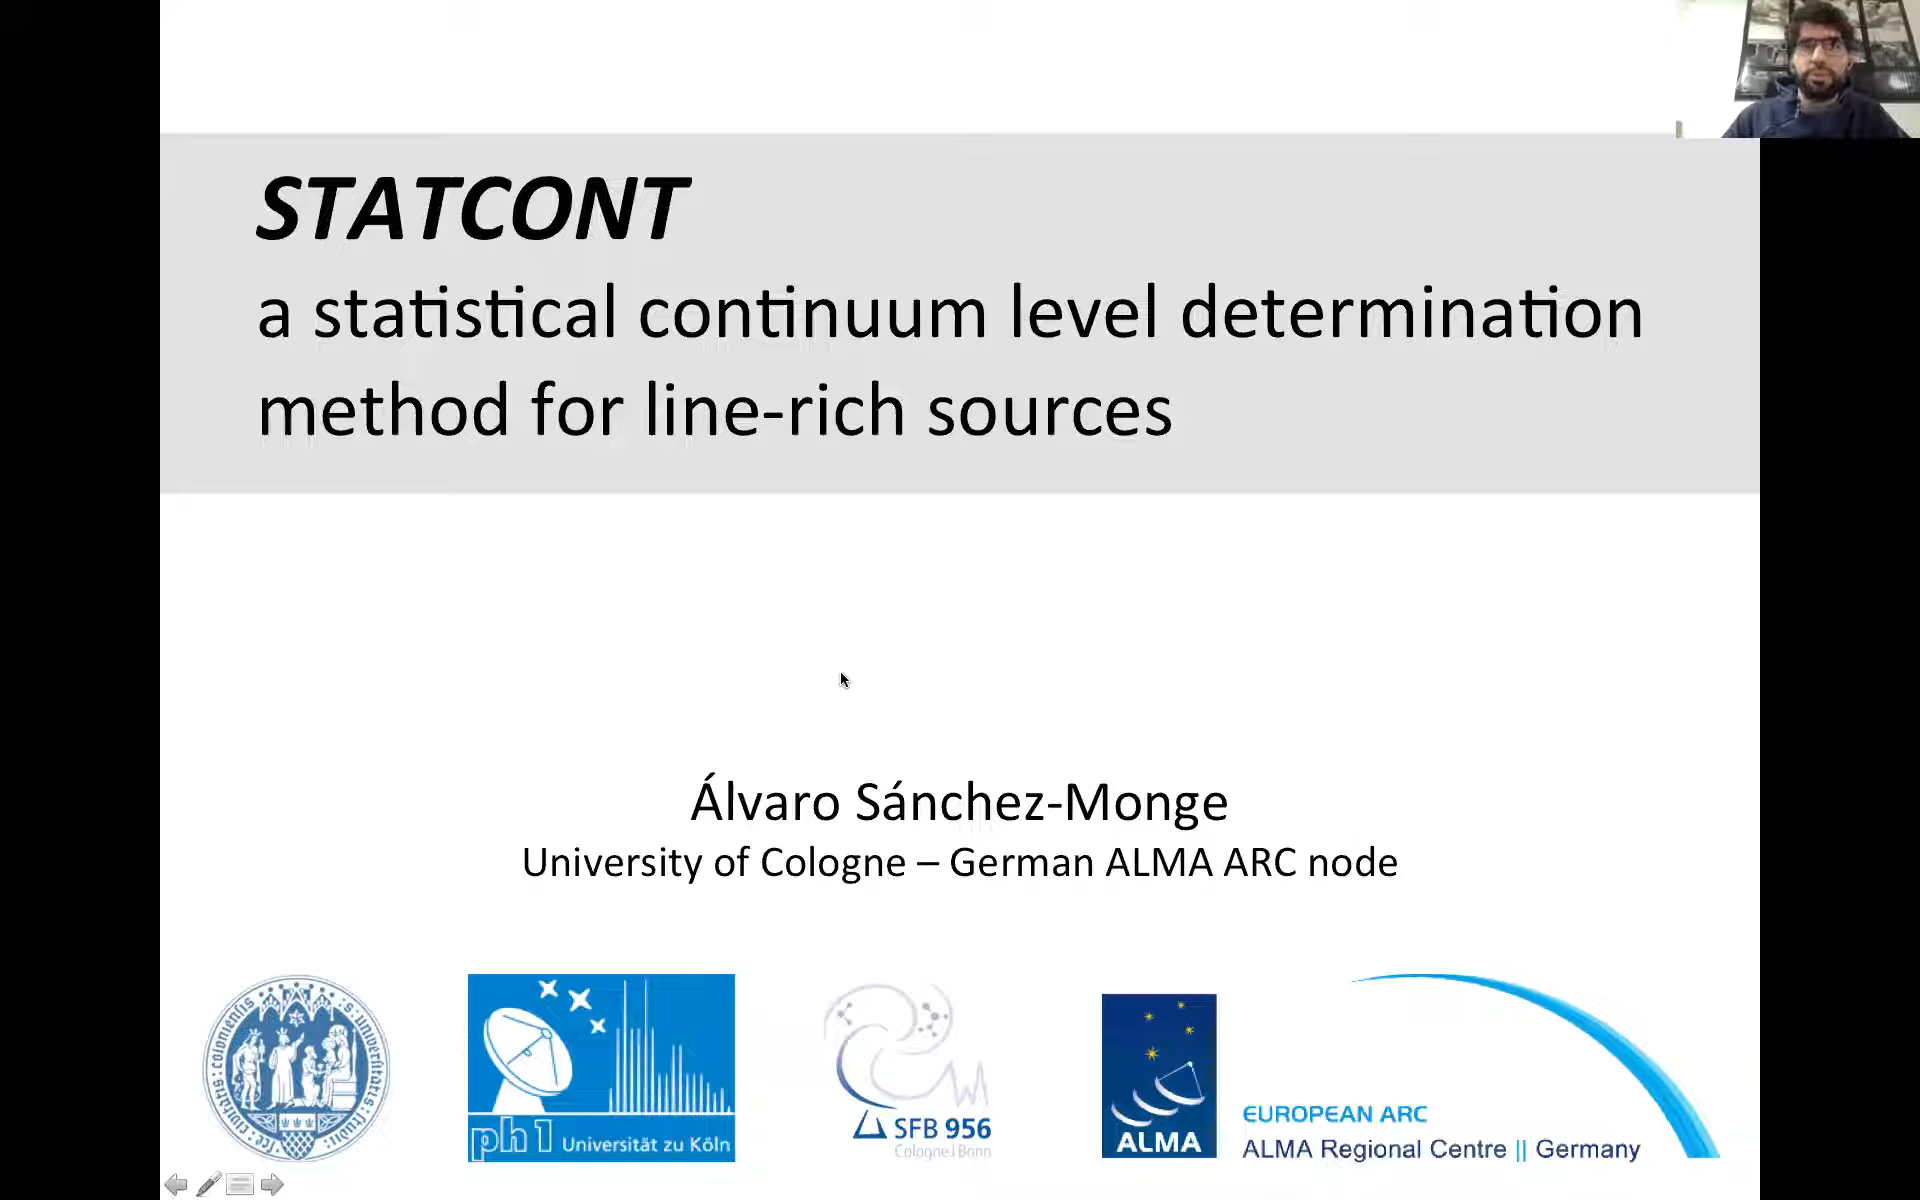 STATCONT
a statistical continuum level determination
method for line-rich sources
Álvaro Sánchez-Monge
University of Cologne – German ALMA ARC node
ph1 Universität zu Köln
SFB 956
Cologne|Bonn
ALMA
EUROPEAN ARC
ALMA Regional Centre || Germany